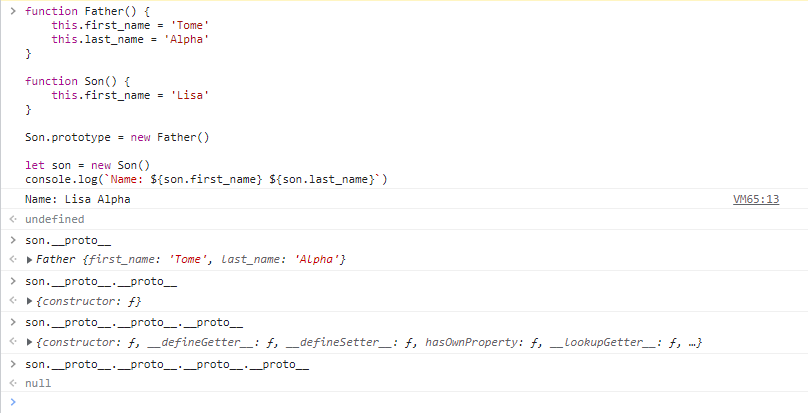 function Father() {
this.first_name = 'Tome'
this.last_name = 'Alpha'
}
function Son() {
this.first_name = 'Lisa'
}
Son.prototype = new Father()
let son = new Son()
console.log(`Name: ${son.first_name} ${son.last_name}`)
Name: Lisa Alpha VM65:13
undefined
son.__proto__
Father {first_name: 'Tome', last_name: 'Alpha'}
son.__proto__.__proto__
{constructor: ƒ}
son.__proto__.__proto__.__proto__
{constructor: ƒ, __defineGetter__: ƒ, __defineSetter__: ƒ, hasOwnProperty: ƒ, __lookupGetter__: ƒ, …}
son.__proto__.__proto__.__proto__.__proto__
null